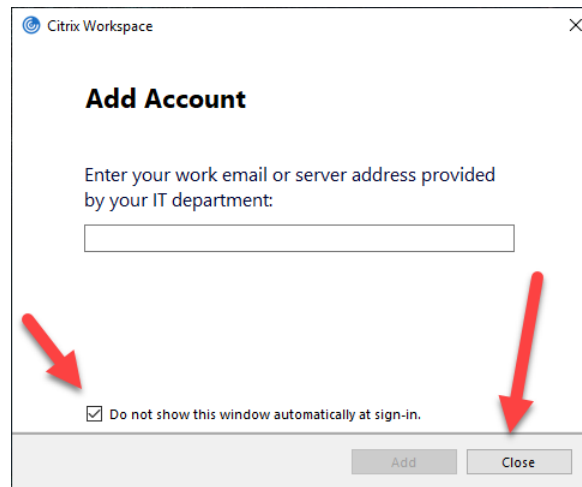 Citrix Workspace
Add Account
Enter your work email or server address provided
by your IT department:
Do not show this window automatically at sign-in.
Add
Close